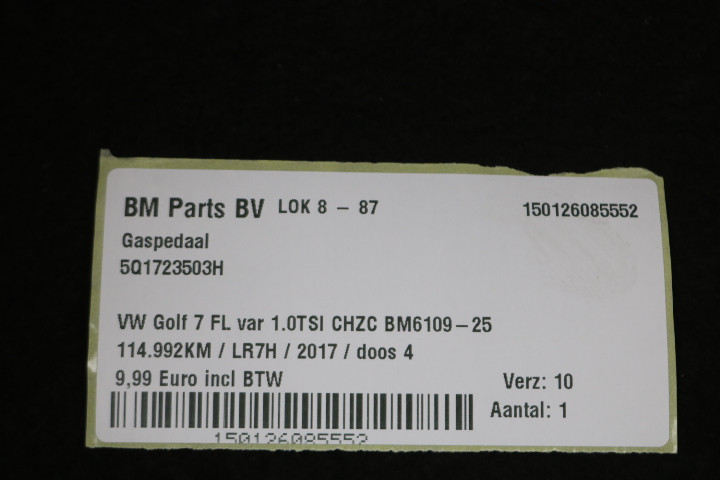 BM Parts BV LOK 8 – 87 150126085552
Gaspedaal
5Q1723503H
VW Golf 7 FL var 1.0TSI CHZC BM6109–25
114.992KM / LR7H / 2017 / doos 4
9,99 Euro incl BTW Verz: 10
Aantal: 1
150126085552